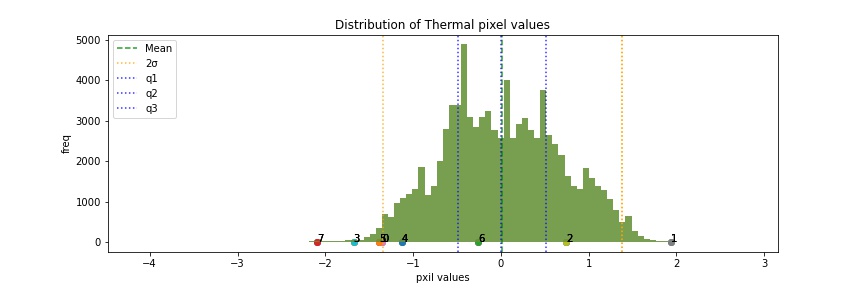 Distribution of Thermal pixel values
5000
4000
3000
2000
1000
0
freq
Mean
2σ
q1
q2
q3
7 3 5 0 4 6 2 1
−4 −3 −2 −1 0 1 2 3
pxil values